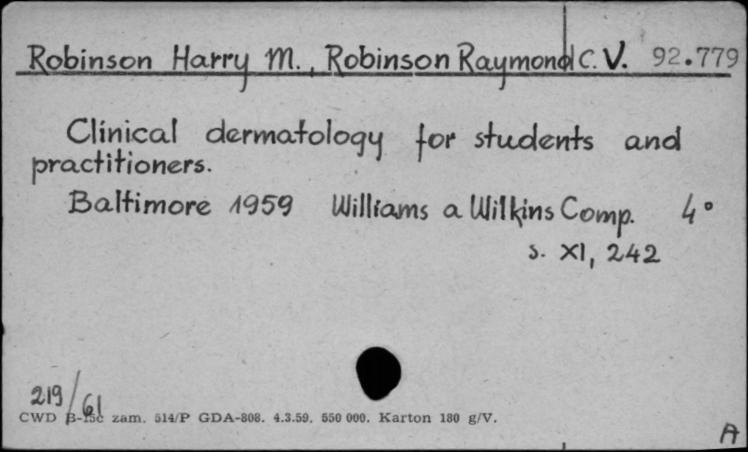 Robinson Harry M., Robinson Raymond C. V. 92.779
Clinical dermatology for students and
practitioners.
Baltimore 1959 Williams a Wilkins Comp. 4°
s. XI, 242
219/61
CWD B-15c zam. 514/P GDA-808. 4.3.59. 550 000. Karton 180 g/V.
A